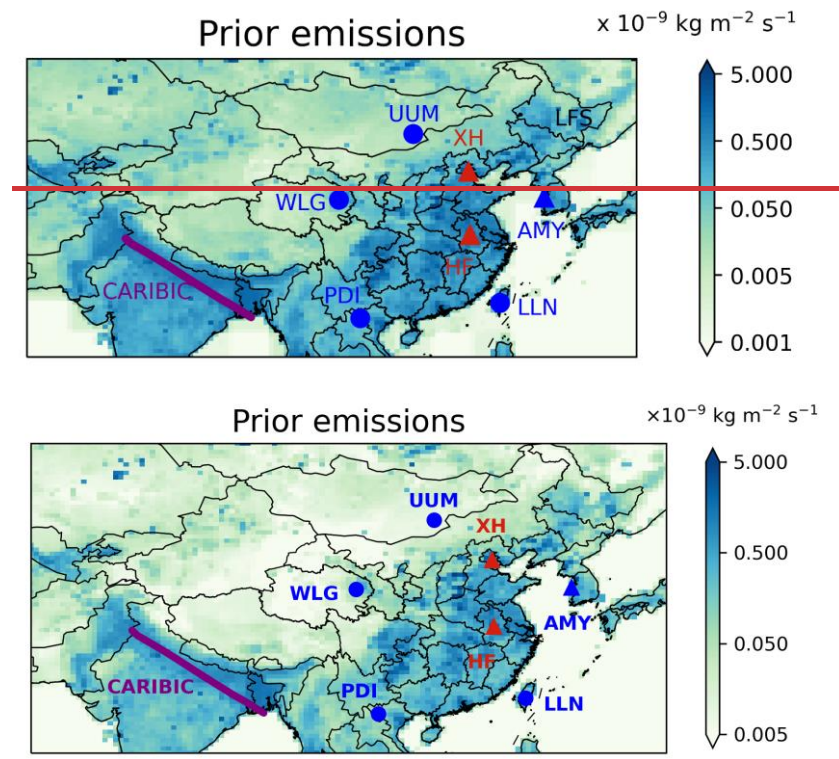 Prior emissions
x 10⁻⁹ kg m⁻² s⁻¹
5.000
0.500
0.050
0.005
0.001
UUM
LFS
XH
WLG
AMY
HF
CARIBIC
PDI
LLN
Prior emissions
×10⁻⁹ kg m⁻² s⁻¹
5.000
0.500
0.050
0.005
UUM
XH
WLG
AMY
HF
CARIBIC
PDI
LLN